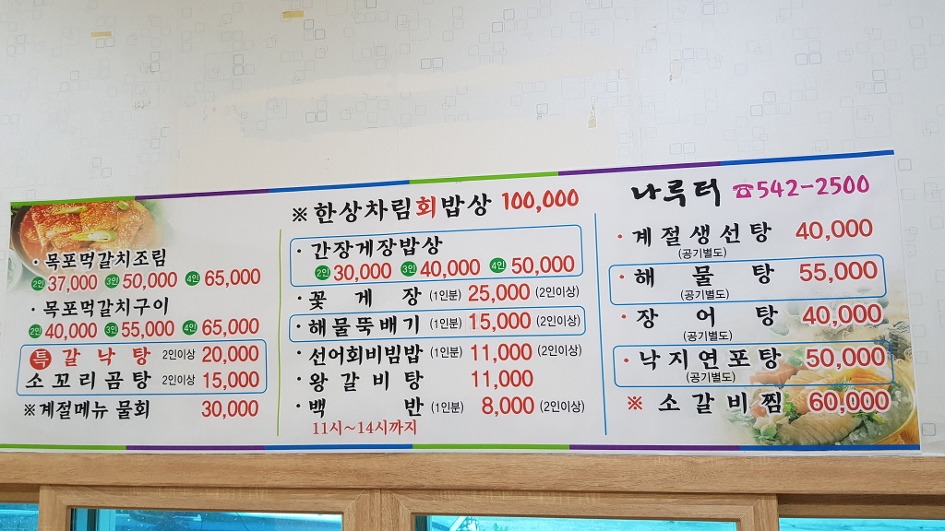 · 목포먹갈치조림
2인 37,000 3인 50,000 4인 65,000
· 목포먹갈치구이
2인 40,000 3인 55,000 4인 65,000
특 갈낙탕 2인이상 20,000
소꼬리곰탕 2인이상 15,000
※계절메뉴 물회 30,000
※ 한상차림회밥상 100,000
· 간장게장밥상
2인 30,000 3인 40,000 4인 50,000
· 꽃게장 (1인분) 25,000 (2인이상)
· 해물뚝배기 (1인분) 15,000 (2인이상)
· 선어회비빔밥 (1인분) 11,000 (2인이상)
· 왕갈비탕 11,000
· 백반 (1인분) 8,000 (2인이상)
11시~14시까지
나루터 ☎542-2500
· 계절생선탕 40,000
(공기별도)
· 해물탕 55,000
(공기별도)
· 장어탕 40,000
(공기별도)
· 낙지연포탕 50,000
(공기별도)
※ 소갈비찜 60,000